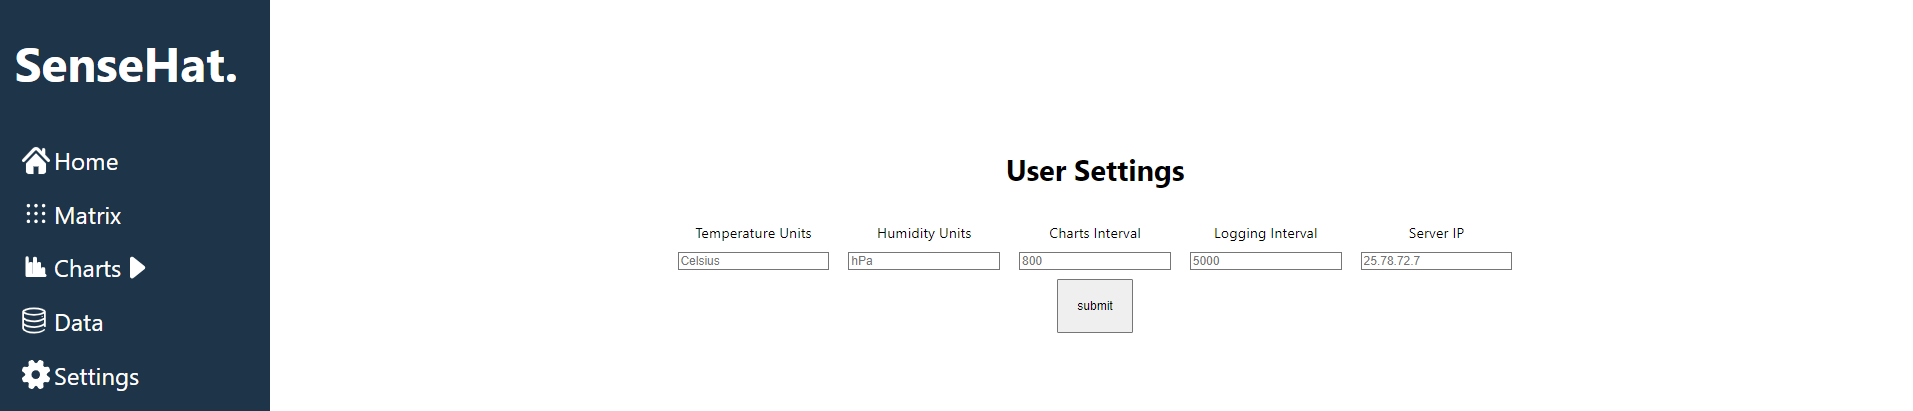 SenseHat.
Home
Matrix
Charts
Data
Settings
User Settings
Temperature Units Humidity Units Charts Interval Logging Interval Server IP
Celsius hPa 800 5000 25.78.72.7
submit